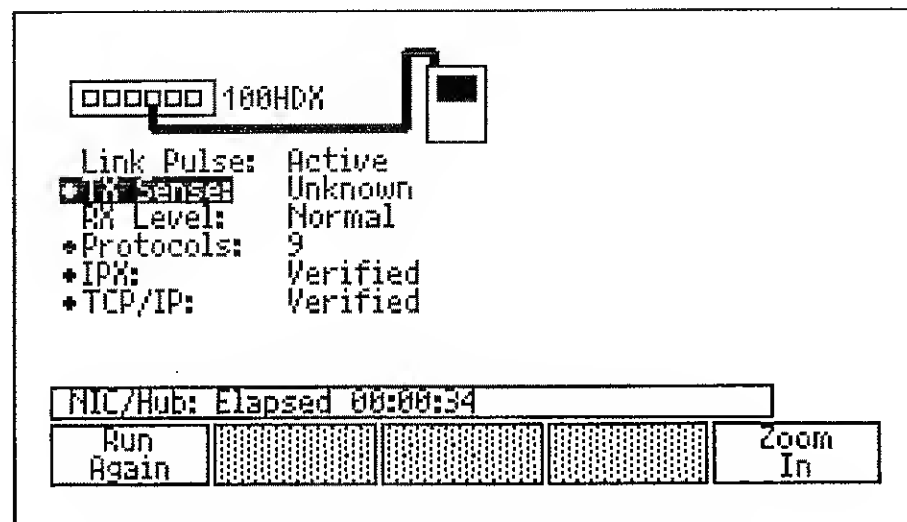 100HDX
Link Pulse: Active
TX Sense: Unknown
RX Level: Normal
Protocols: 9
IPX: Verified
TCP/IP: Verified
NIC/Hub: Elapsed 00:00:34
Run Again
Zoom In